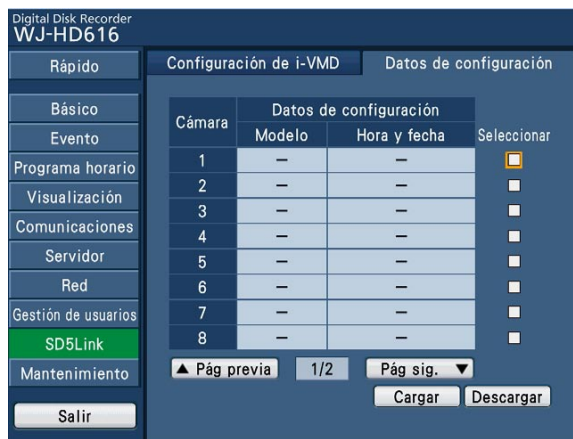 Digital Disk Recorder
WJ-HD616
Rápido
Básico
Evento
Programa horario
Visualización
Comunicaciones
Servidor
Red
Gestión de usuarios
SD5Link
Mantenimiento
Salir
Configuración de i-VMD
Datos de configuración
Cámara
Datos de configuración
Modelo
Hora y fecha
Seleccionar
1 — —
2 — —
3 — —
4 — —
5 — —
6 — —
7 — —
8 — —
▲ Pág previa 1/2 Pág sig. ▼
Cargar Descargar